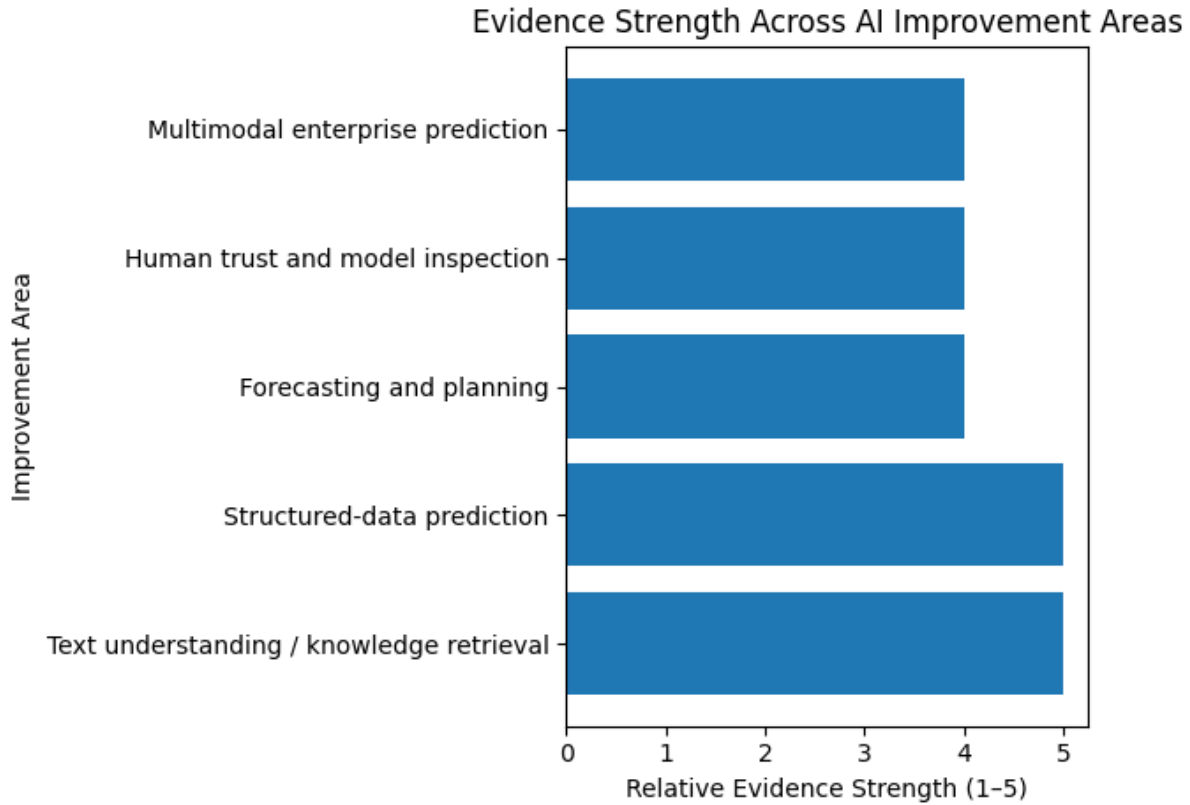 Evidence Strength Across AI Improvement Areas
Improvement Area
Multimodal enterprise prediction
Human trust and model inspection
Forecasting and planning
Structured-data prediction
Text understanding / knowledge retrieval
0 1 2 3 4 5
Relative Evidence Strength (1–5)